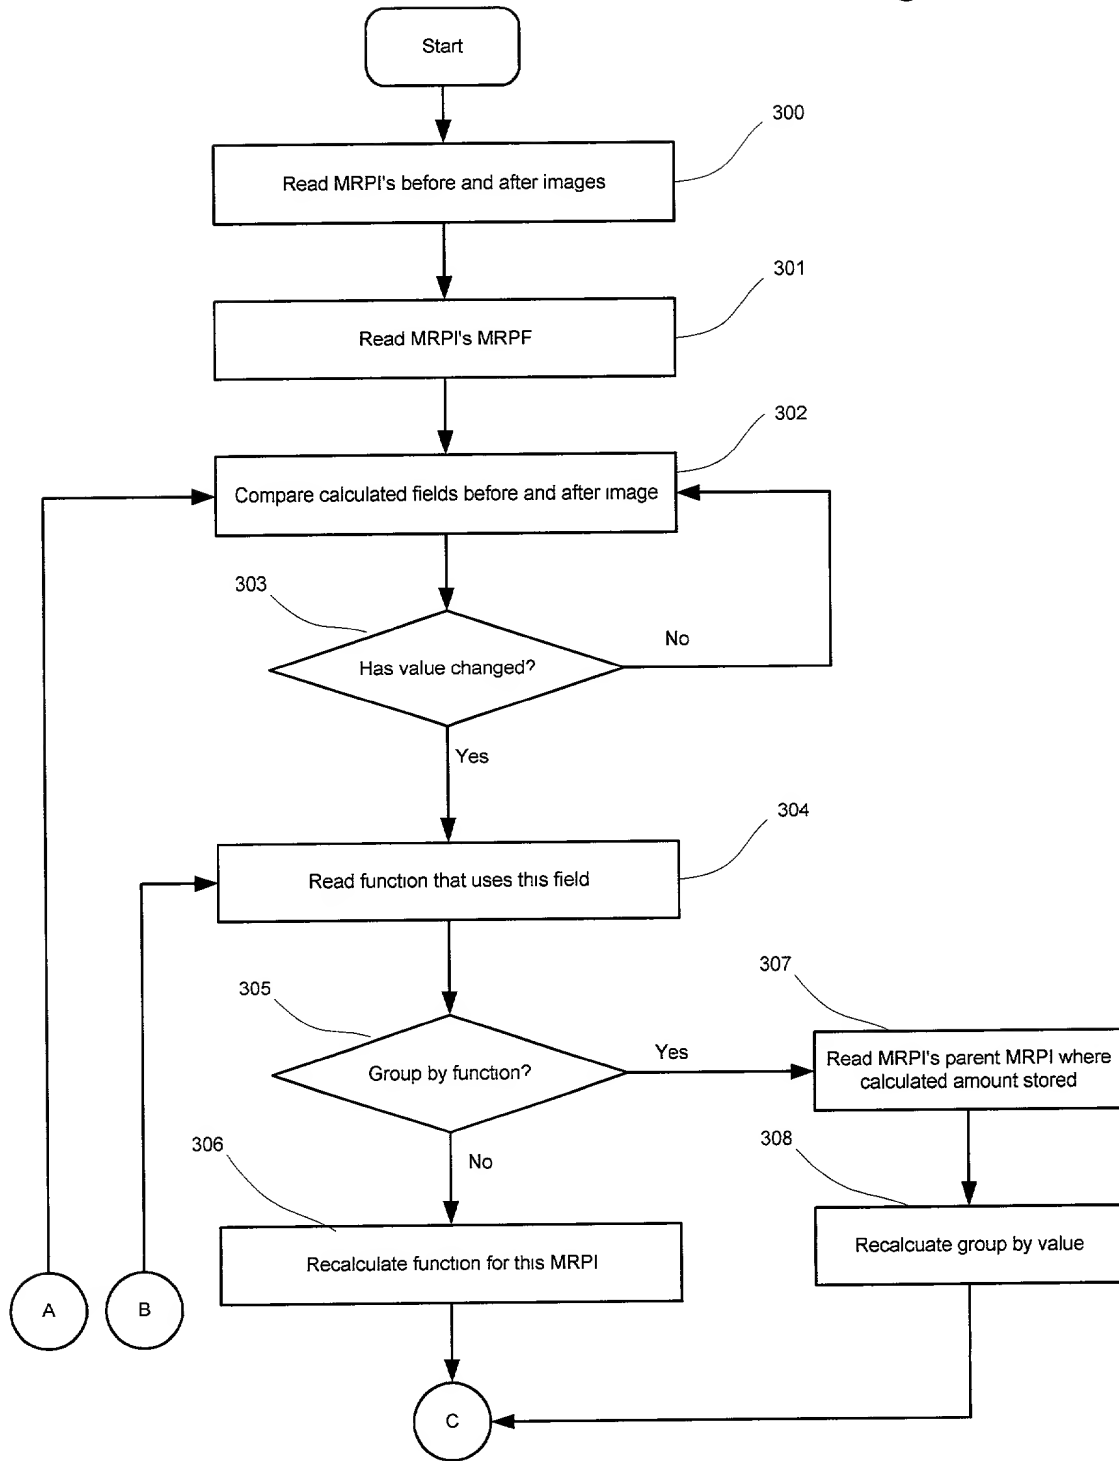 Start
300
Read MRPI's before and after images
301
Read MRPI's MRPF
302
Compare calculated fields before and after image
303
Has value changed?
No
Yes
304
Read function that uses this field
305
Group by function?
Yes
307
Read MRPI's parent MRPI where
calculated amount stored
No
306
308
Recalculate function for this MRPI
Recalcuate group by value
A
B
C